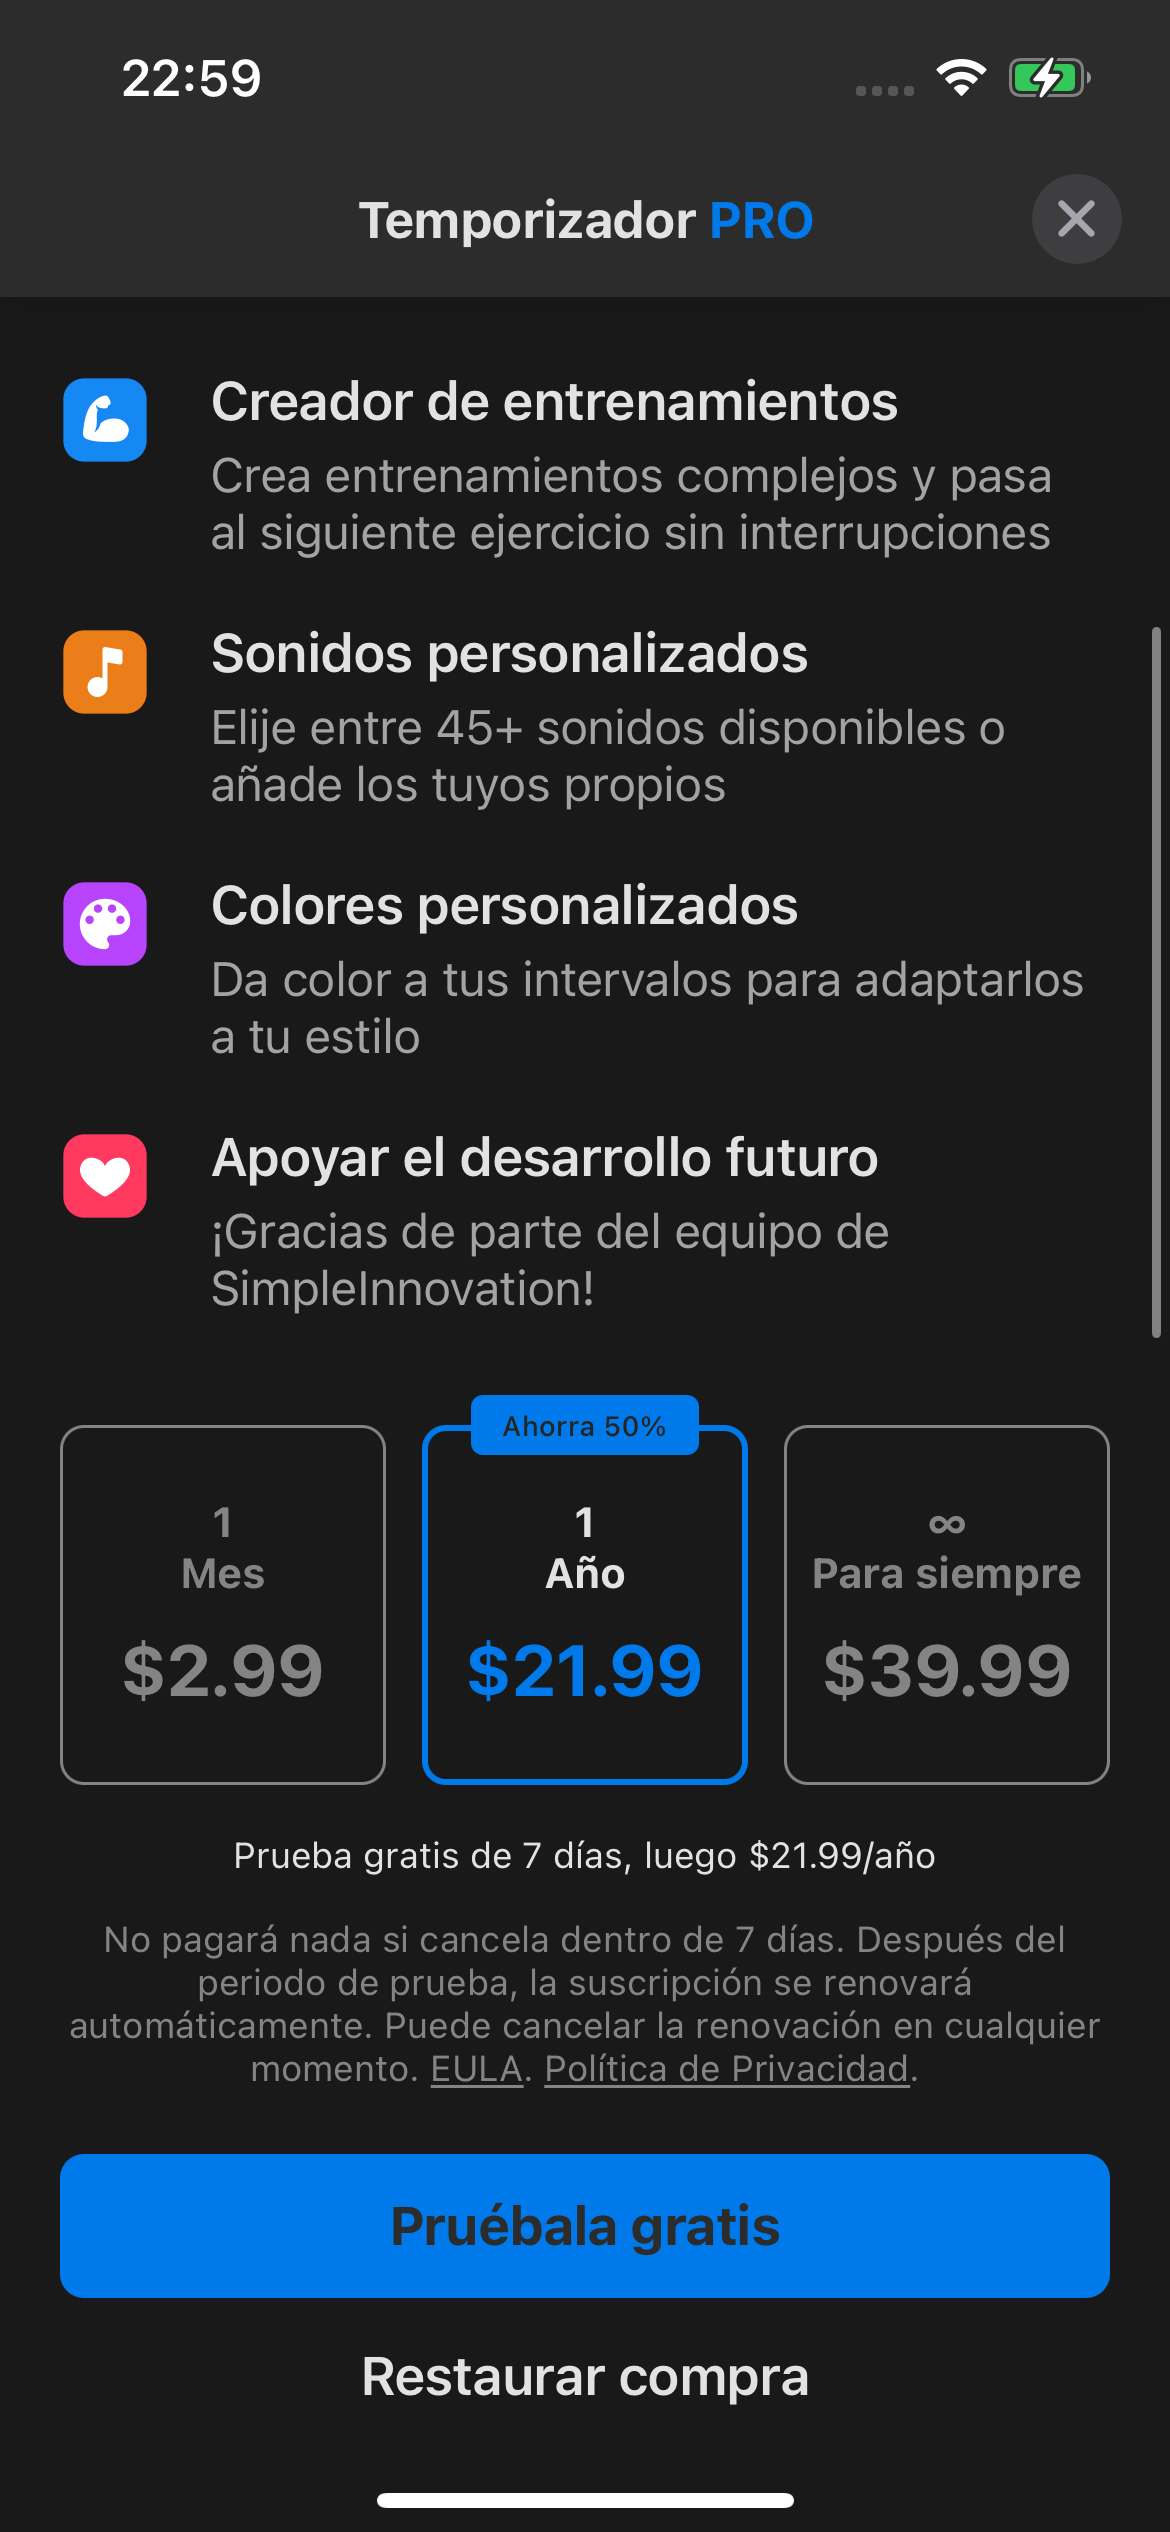 22:59
Temporizador PRO
Creador de entrenamientos
Crea entrenamientos complejos y pasa
al siguiente ejercicio sin interrupciones
Sonidos personalizados
Elije entre 45+ sonidos disponibles o
añade los tuyos propios
Colores personalizados
Da color a tus intervalos para adaptarlos
a tu estilo
Apoyar el desarrollo futuro
¡Gracias de parte del equipo de
SimpleInnovation!
1
Mes
$2.99
Ahorra 50%
1
Año
$21.99
∞
Para siempre
$39.99
Prueba gratis de 7 días, luego $21.99/año
No pagará nada si cancela dentro de 7 días. Después del
periodo de prueba, la suscripción se renovará
automáticamente. Puede cancelar la renovación en cualquier
momento. EULA. Política de Privacidad.
Pruébala gratis
Restaurar compra